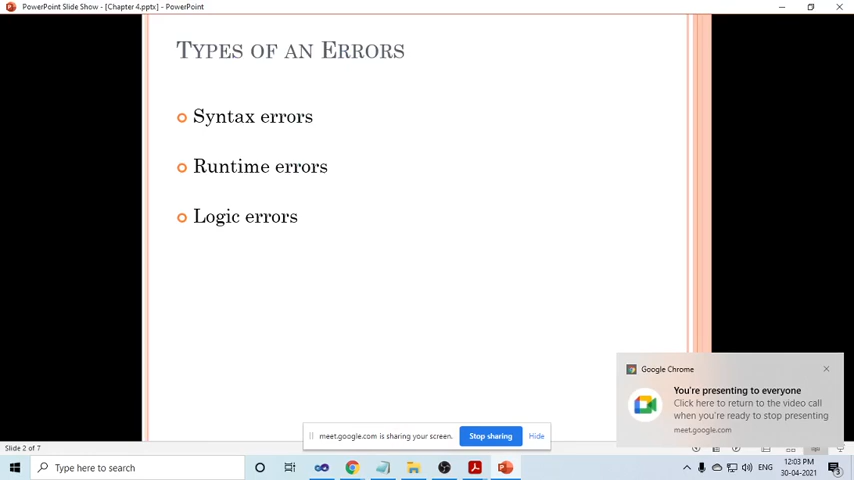 PowerPoint Slide Show - [Chapter 4.pptx] - PowerPoint
TYPES OF AN ERRORS
Syntax errors
Runtime errors
Logic errors
Google Chrome
You're presenting to everyone
Click here to return to the video call
when you're ready to stop presenting
meet.google.com
meet.google.com is sharing your screen.
Stop sharing
Hide
Slide 2 of 7
Type here to search
ENG
12:03 PM
30-04-2021
3